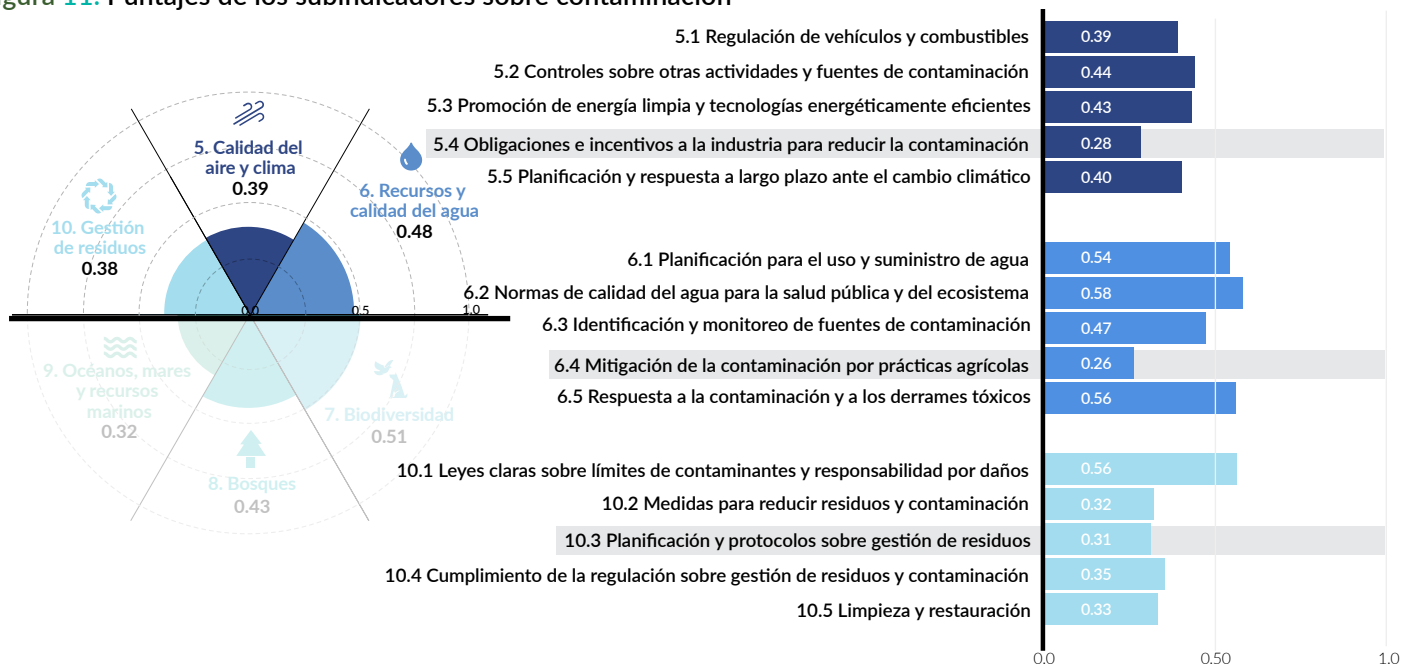 Figura 11. Puntajes de los subindicadores sobre contaminación
5. Calidad del
aire y clima
0.39
6. Recursos y
calidad del agua
0.48
10. Gestión
de residuos
0.38
0.0
0.5
1.0
9. Océanos, mares
y recursos
marinos
0.32
7. Biodiversidad
0.51
8. Bosques
0.43
5.1 Regulación de vehículos y combustibles 0.39
5.2 Controles sobre otras actividades y fuentes de contaminación 0.44
5.3 Promoción de energía limpia y tecnologías energéticamente eficientes 0.43
5.4 Obligaciones e incentivos a la industria para reducir la contaminación 0.28
5.5 Planificación y respuesta a largo plazo ante el cambio climático 0.40
6.1 Planificación para el uso y suministro de agua 0.54
6.2 Normas de calidad del agua para la salud pública y del ecosistema 0.58
6.3 Identificación y monitoreo de fuentes de contaminación 0.47
6.4 Mitigación de la contaminación por prácticas agrícolas 0.26
6.5 Respuesta a la contaminación y a los derrames tóxicos 0.56
10.1 Leyes claras sobre límites de contaminantes y responsabilidad por daños 0.56
10.2 Medidas para reducir residuos y contaminación 0.32
10.3 Planificación y protocolos sobre gestión de residuos 0.31
10.4 Cumplimiento de la regulación sobre gestión de residuos y contaminación 0.35
10.5 Limpieza y restauración 0.33
0.0 0.50 1.0